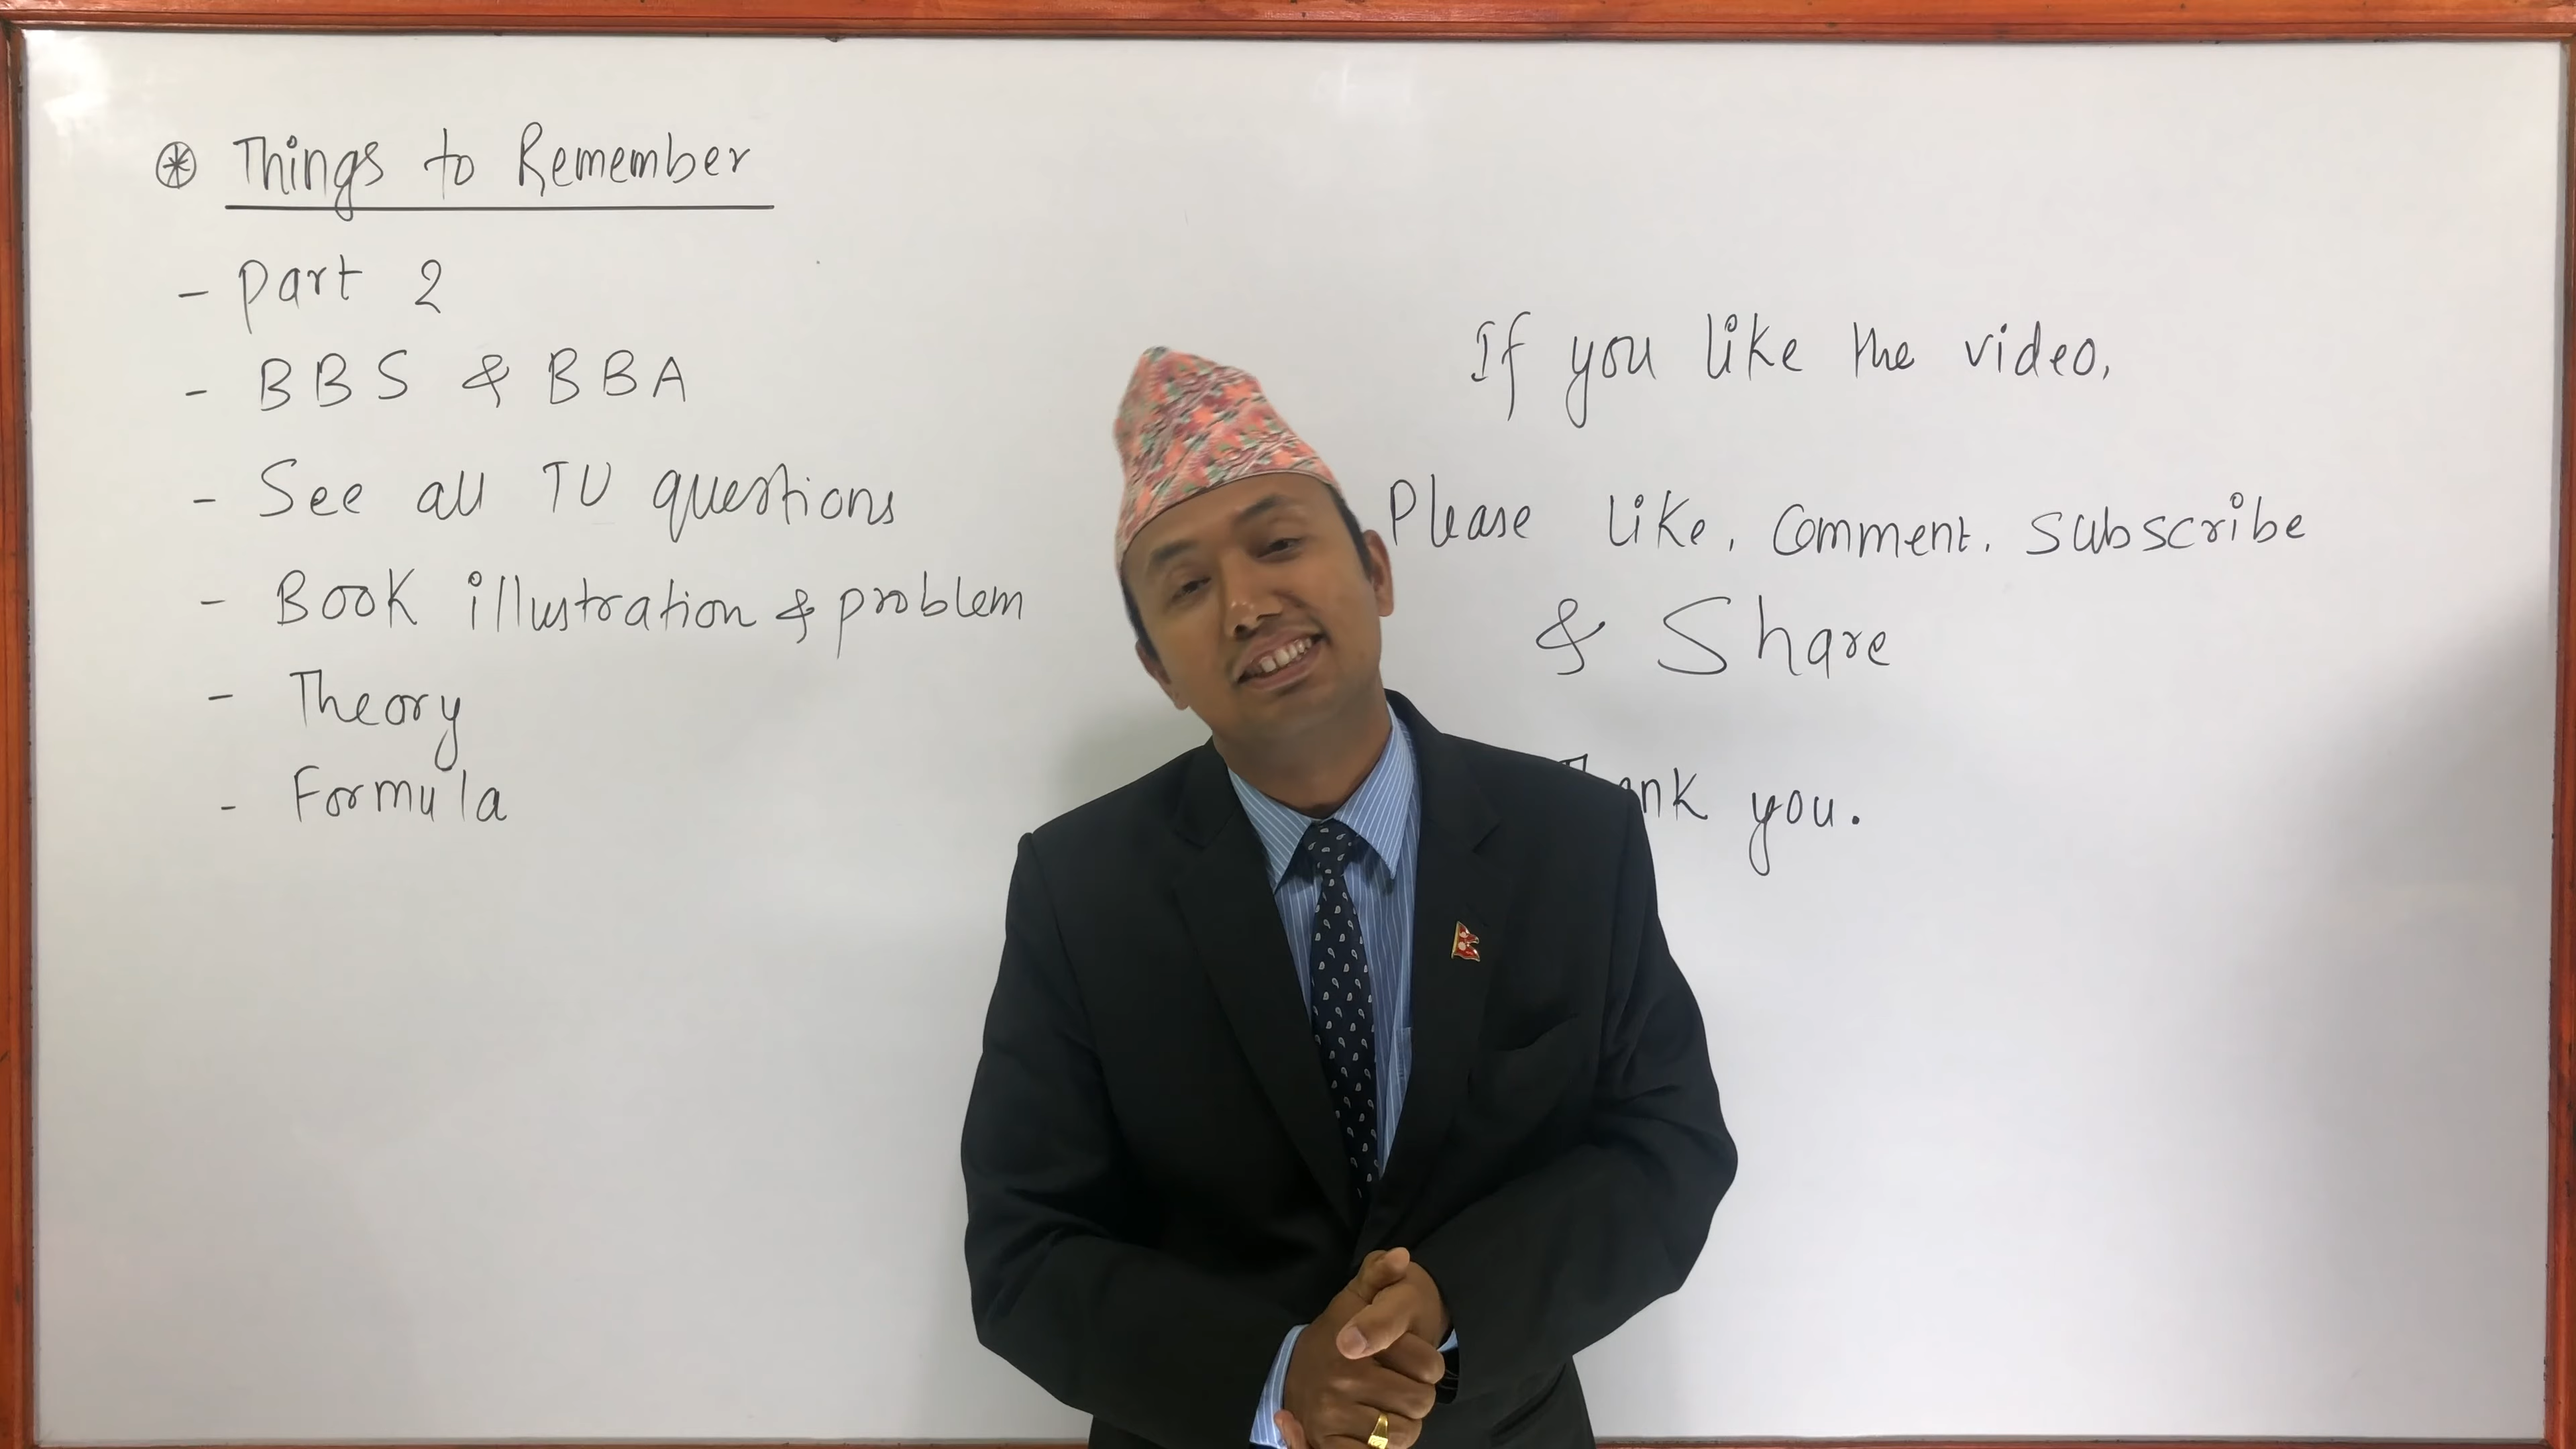 Things to Remember
- Part 2
- BBS & BBA
- See all TU questions
- Book illustration & problem
- Theory
- Formula
If you like the video,
Please like, Comment, Subscribe
& Share
you.